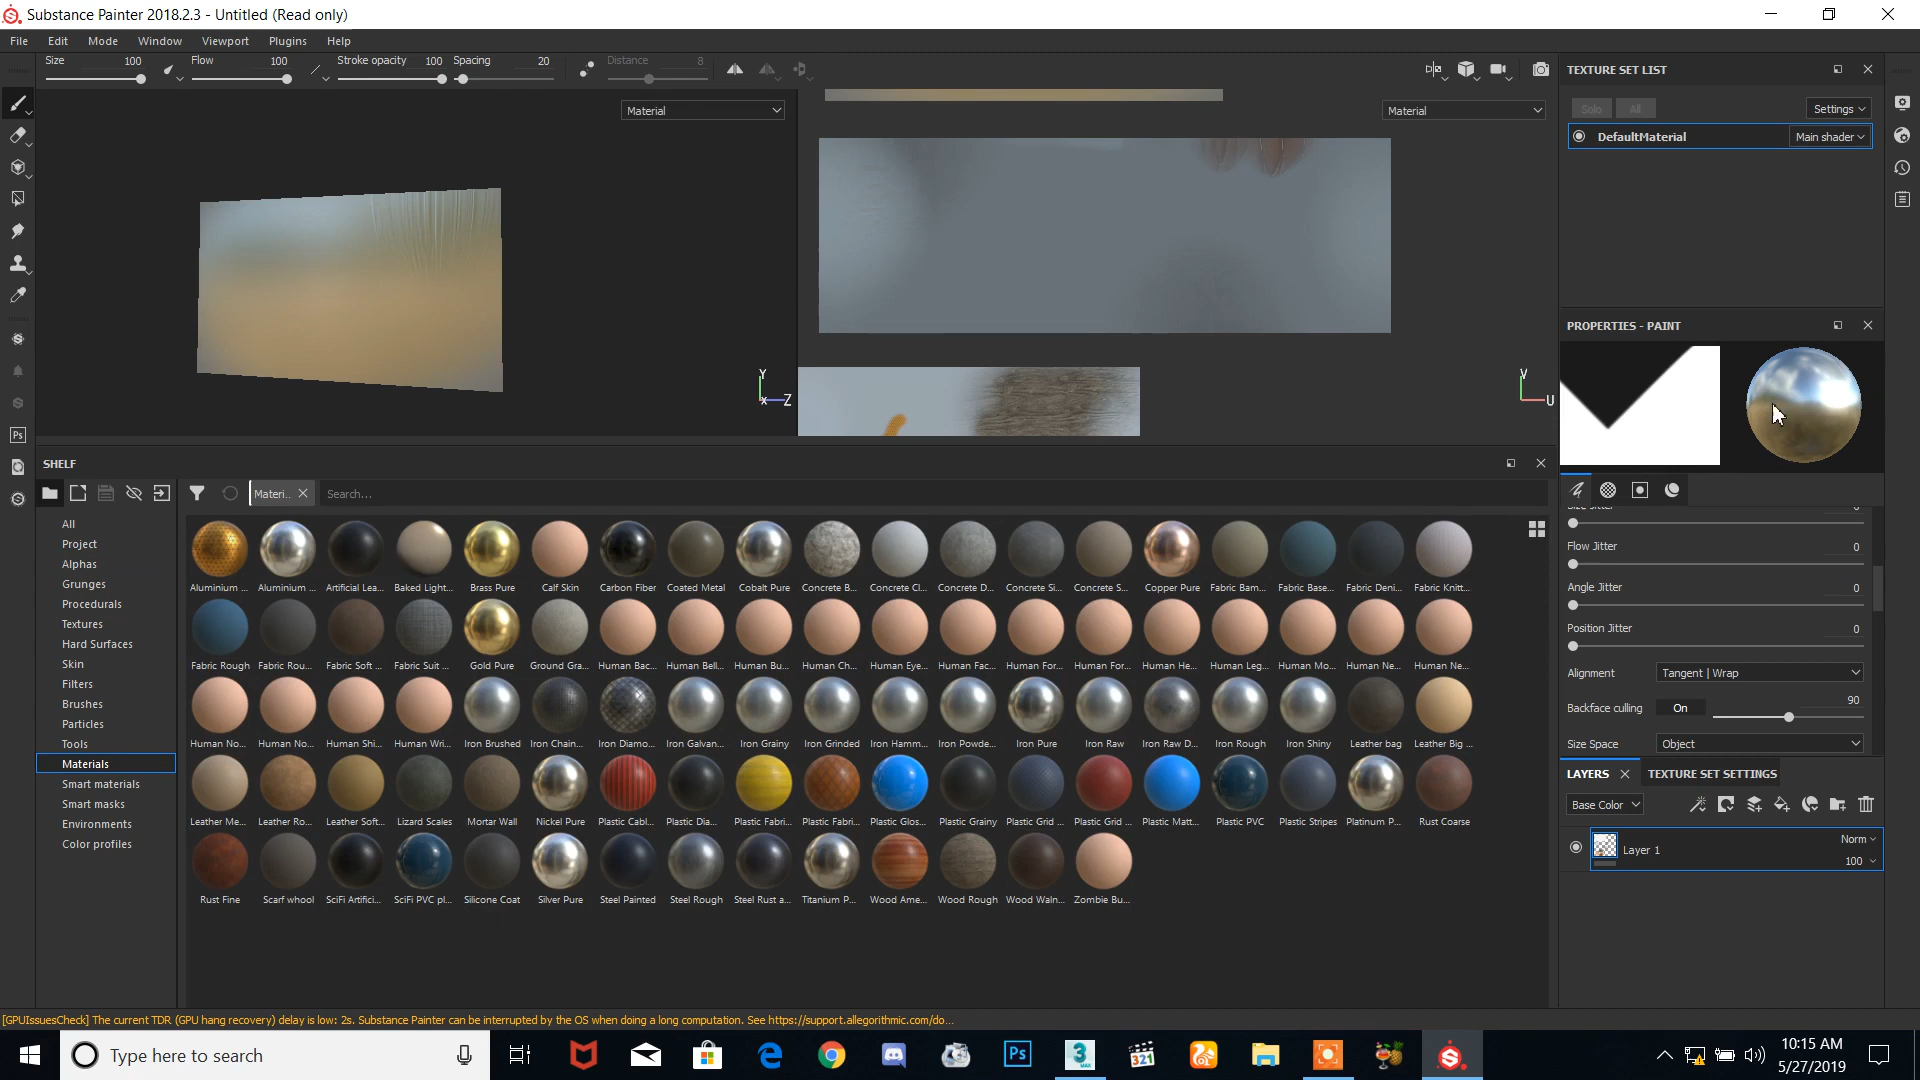 Substance Painter 2018.2.3 - Untitled (Read only)
File Edit Mode Window Viewport Plugins Help
Size 100 Flow 100 Stroke opacity 100 Spacing 20 Distance 8
Material
Material
Y
X Z
V
U
TEXTURE SET LIST
Solo All Settings
DefaultMaterial Main shader
PROPERTIES - PAINT
Size Jitter 0
Flow Jitter 0
Angle Jitter 0
Position Jitter 0
Alignment Tangent | Wrap
Backface culling On 90
Size Space Object
LAYERS TEXTURE SET SETTINGS
Base Color
Layer 1 Norm
100
SHELF
Materi... Search...
All
Project
Alphas
Grunges
Procedurals
Textures
Hard Surfaces
Skin
Filters
Brushes
Particles
Tools
Materials
Smart materials
Smart masks
Environments
Color profiles
Aluminium ... Aluminium ... Artificial Lea... Baked Light... Brass Pure Calf Skin Carbon Fiber Coated Metal Cobalt Pure Concrete B... Concrete Cl... Concrete D... Concrete Si... Concrete S... Copper Pure Fabric Bam... Fabric Base... Fabric Deni... Fabric Knitt...
Fabric Rough Fabric Rou... Fabric Soft ... Fabric Suit ... Gold Pure Ground Gra... Human Bac... Human Bell... Human Bu... Human Ch... Human Eye... Human Fac... Human For... Human For... Human He... Human Leg... Human Mo... Human Ne... Human Ne...
Human No... Human No... Human Shi... Human Wri... Iron Brushed Iron Chain... Iron Diamo... Iron Galvan... Iron Grainy Iron Grinded Iron Hamm... Iron Powde... Iron Pure Iron Raw Iron Raw D... Iron Rough Iron Shiny Leather bag Leather Big ...
Leather Me... Leather Ro... Leather Soft... Lizard Scales Mortar Wall Nickel Pure Plastic Cabl... Plastic Dia... Plastic Fabri... Plastic Fabri... Plastic Glos... Plastic Grainy Plastic Grid ... Plastic Grid ... Plastic Matt... Plastic PVC Plastic Stripes Platinum P... Rust Coarse
Rust Fine Scarf whool SciFi Artifici... SciFi PVC pl... Silicone Coat Silver Pure Steel Painted Steel Rough Steel Rust a... Titanium P... Wood Ame... Wood Rough Wood Waln... Zombie Bu...
[GPUIssuesCheck] The current TDR (GPU hang recovery) delay is low: 2s. Substance Painter can be interrupted by the OS when doing a long computation. See https://support.allegorithmic.com/do...
Type here to search
Ps
Ps
3
MAX
321
10:15 AM
5/27/2019